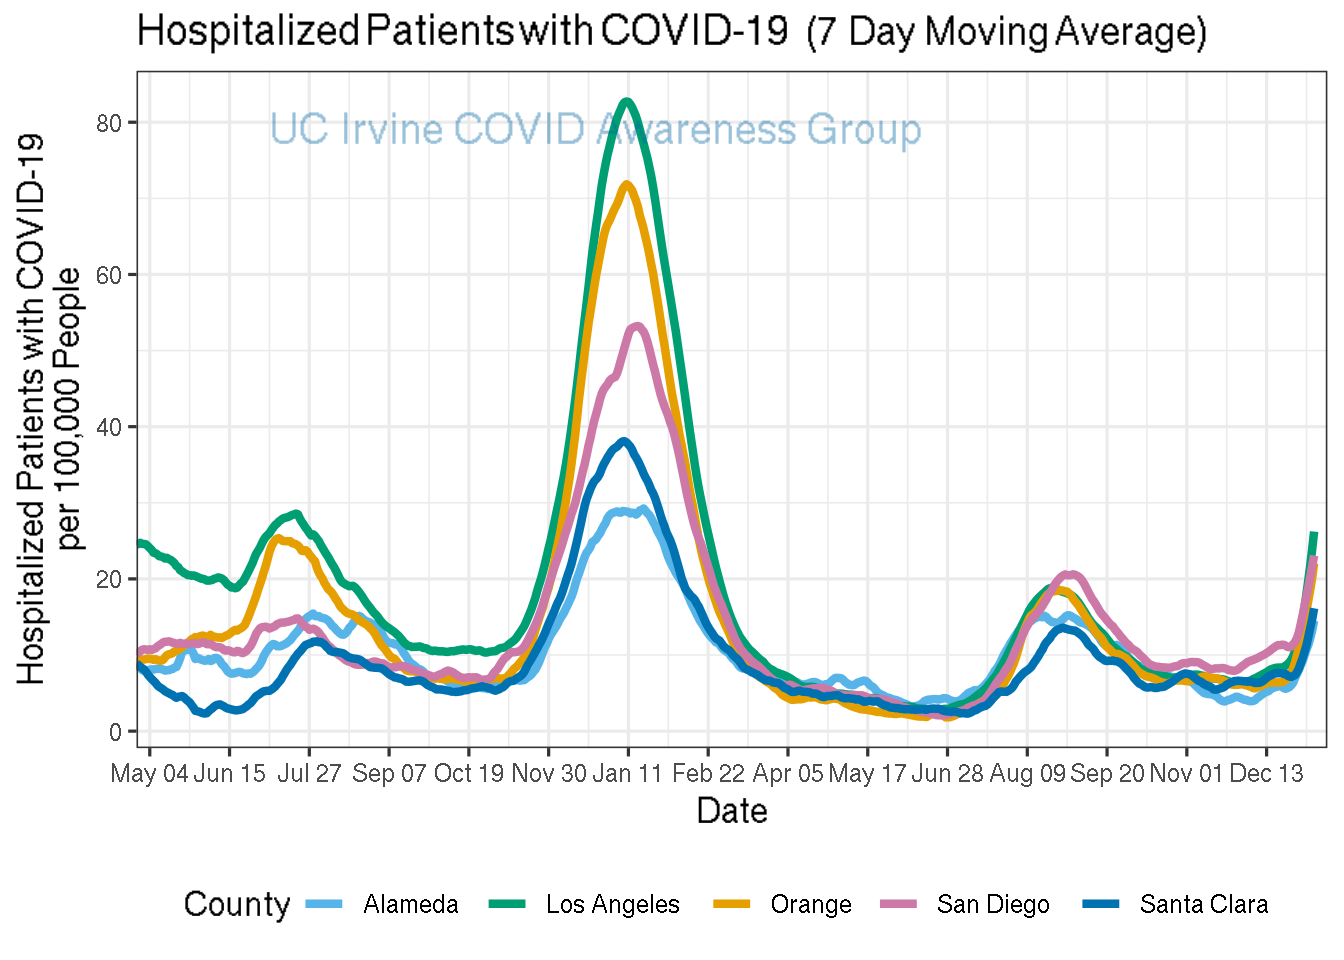 Hospitalized Patients with COVID-19 (7 Day Moving Average)
UC Irvine COVID Awareness Group
Hospitalized Patients with COVID-19
per 100,000 People
80
60
40
20
0
May 04 Jun 15 Jul 27 Sep 07 Oct 19 Nov 30 Jan 11 Feb 22 Apr 05 May 17 Jun 28 Aug 09 Sep 20 Nov 01 Dec 13
Date
County Alameda Los Angeles Orange San Diego Santa Clara